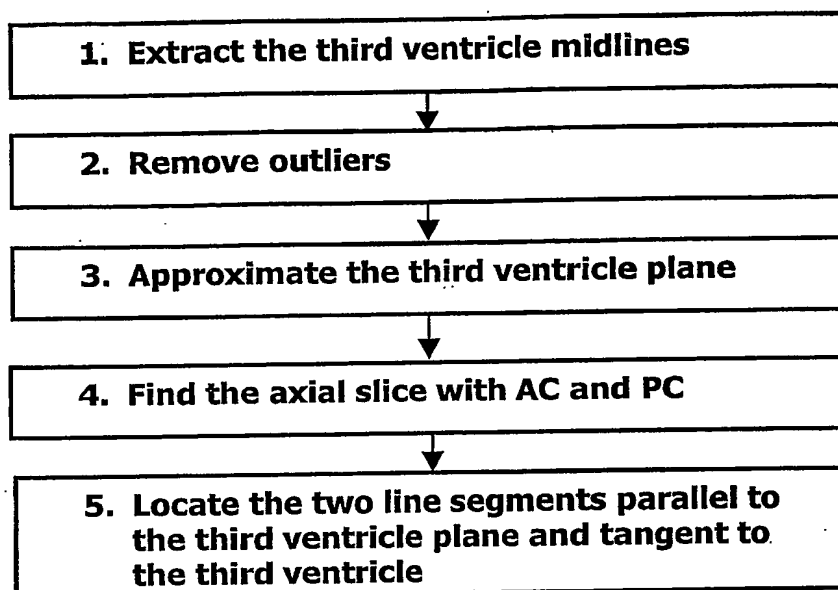 1. Extract the third ventricle midlines
2. Remove outliers
3. Approximate the third ventricle plane
4. Find the axial slice with AC and PC
5. Locate the two line segments parallel to
the third ventricle plane and tangent to
the third ventricle